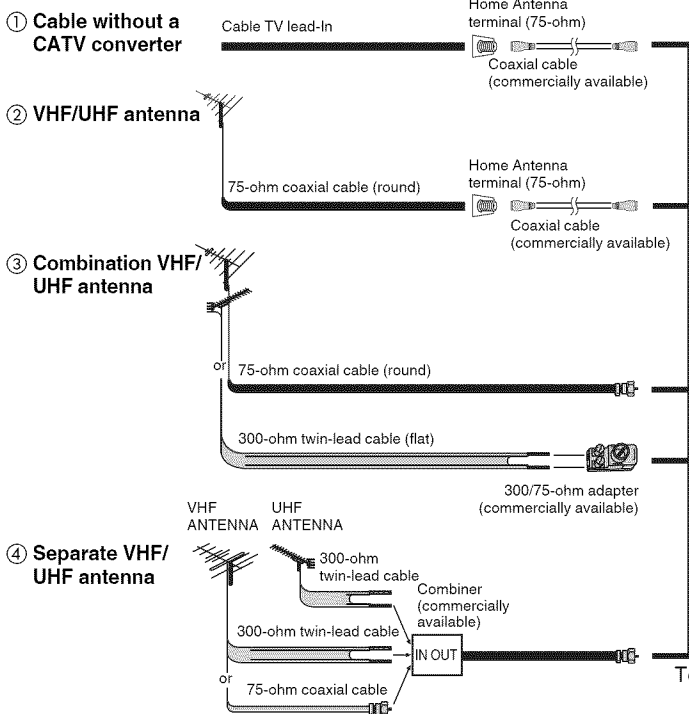 ① Cable without a
CATV converter
Cable TV lead-In
Home Antenna
terminal (75-ohm)
Coaxial cable
(commercially available)
② VHF/UHF antenna
75-ohm coaxial cable (round)
Home Antenna
terminal (75-ohm)
Coaxial cable
(commercially available)
③ Combination VHF/
UHF antenna
or
75-ohm coaxial cable (round)
300-ohm twin-lead cable (flat)
300/75-ohm adapter
(commercially available)
④ Separate VHF/
UHF antenna
VHF
ANTENNA
UHF
ANTENNA
300-ohm
twin-lead cable
Combiner
(commercially
available)
300-ohm twin-lead cable
IN OUT
or
75-ohm coaxial cable